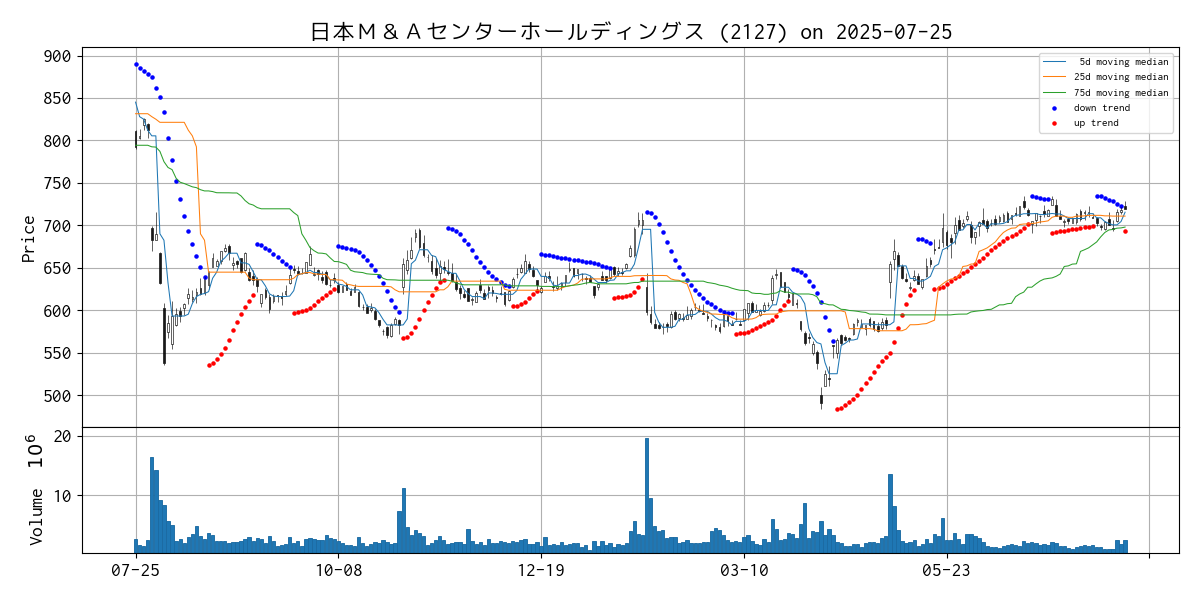 日本Ｍ＆Ａセンターホールディングス (2127) on 2025-07-25
900
850
800
750
700
650
600
550
500
Price
5d moving median
25d moving median
75d moving median
down trend
up trend
20
10
Volume 10^6
07-25
10-08
12-19
03-10
05-23